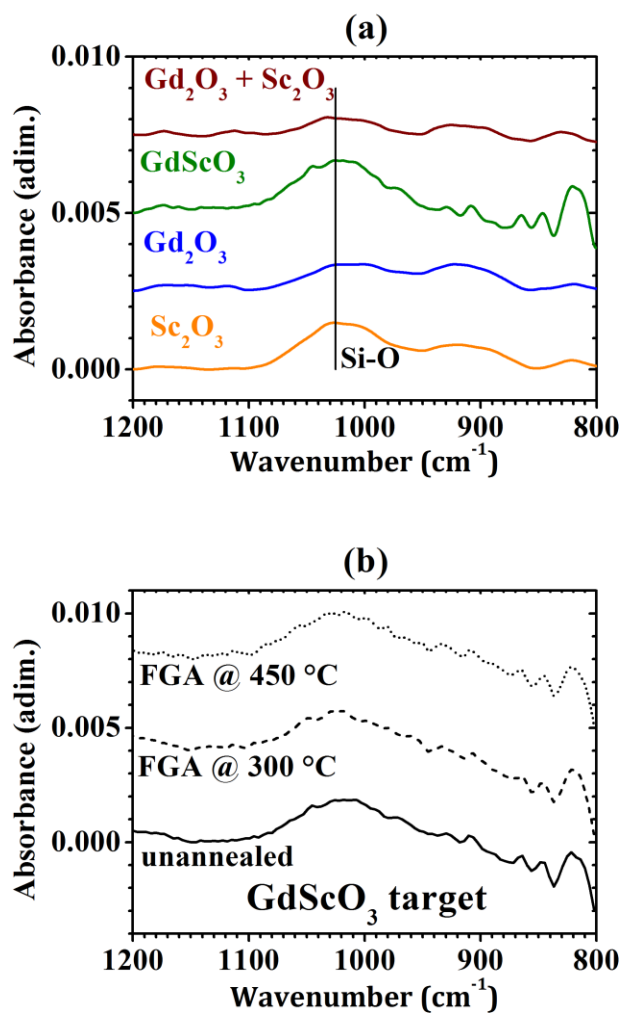 (a)
0.010
Gd₂O₃ + Sc₂O₃
GdScO₃
0.005
Gd₂O₃
Sc₂O₃
0.000
Si-O
Absorbance (adim.)
1200 1100 1000 900 800
Wavenumber (cm⁻¹)
(b)
0.010
FGA @ 450 °C
0.005
FGA @ 300 °C
0.000
unannealed
GdScO₃ target
Absorbance (adim.)
1200 1100 1000 900 800
Wavenumber (cm⁻¹)